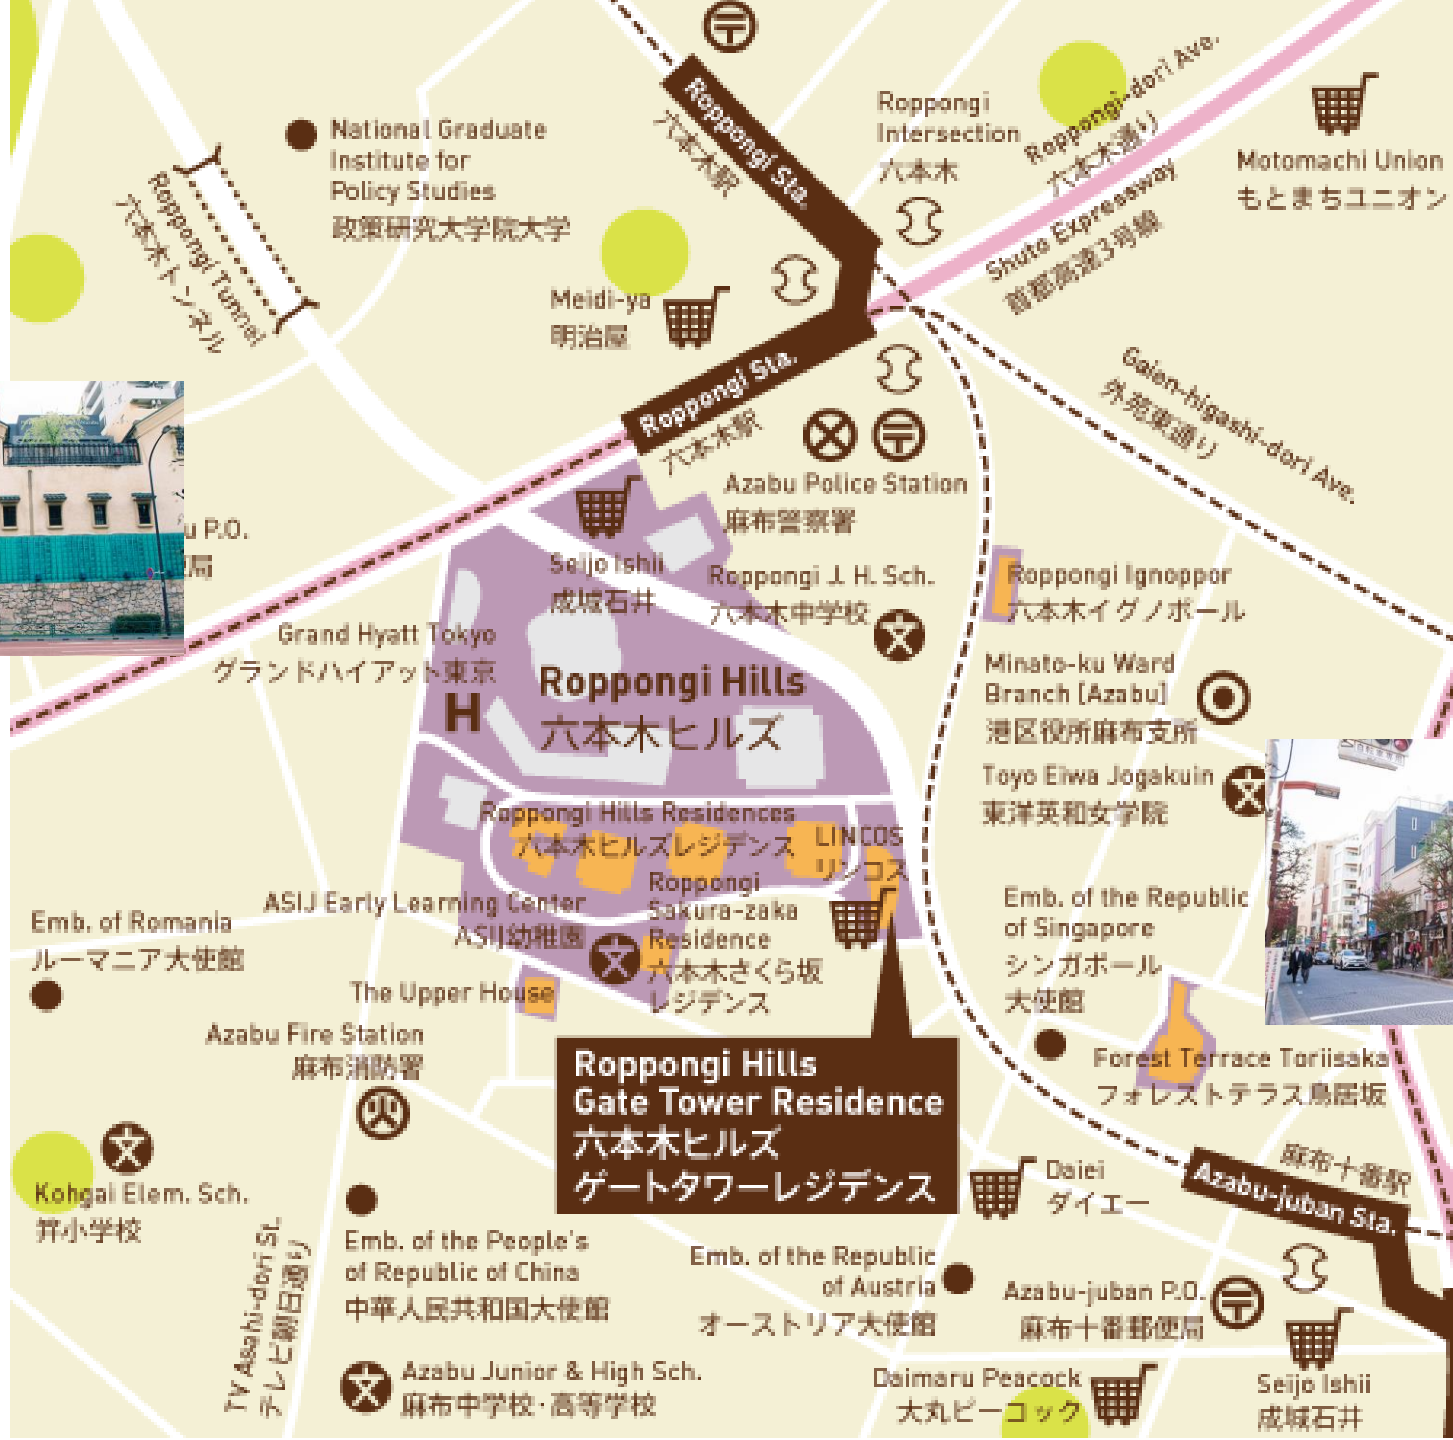 Roppongi Sta.
六本木駅
Roppongi
Intersection
六本木
Roppongi-dori Ave.
六本木通り
Shuto Expressway
首都高速3号線
Motomachi Union
もとまちユニオン
National Graduate
Institute for
Policy Studies
政策研究大学院大学
Roppongi Tunnel
六本木トンネル
Meidi-ya
明治屋
Roppongi Sta.
六本木駅
Gaien-higashi-dori Ave.
外苑東通り
Azabu Police Station
麻布警察署
u P.O.
局
Seijo Ishii
成城石井
Roppongi J. H. Sch.
六本木中学校
Roppongi Ignoppor
六本木イグノポール
Grand Hyatt Tokyo
グランドハイアット東京
H
Roppongi Hills
六本木ヒルズ
Minato-ku Ward
Branch [Azabu]
港区役所麻布支所
Toyo Eiwa Jogakuin
東洋英和女学院
Roppongi Hills Residences
六本木ヒルズレジデンス
LINCOS
リンコス
Roppongi
Sakura-zaka
Residence
六本木さくら坂
レジデンス
ASIJ Early Learning Center
ASIJ幼稚園
Emb. of Romania
ルーマニア大使館
The Upper House
Emb. of the Republic
of Singapore
シンガポール
大使館
Azabu Fire Station
麻布消防署
Forest Terrace Toriisaka
フォレストテラス鳥居坂
Roppongi Hills
Gate Tower Residence
六本木ヒルズ
ゲートタワーレジデンス
Kohgai Elem. Sch.
笄小学校
Daiei
ダイエー
麻布十番駅
Azabu-juban Sta.
TV Asahi-dori St.
テレビ朝日通り
Emb. of the People's
of Republic of China
中華人民共和国大使館
Emb. of the Republic
of Austria
オーストリア大使館
Azabu-juban P.O.
麻布十番郵便局
Azabu Junior & High Sch.
麻布中学校・高等学校
Daimaru Peacock
大丸ピーコック
Seijo Ishii
成城石井